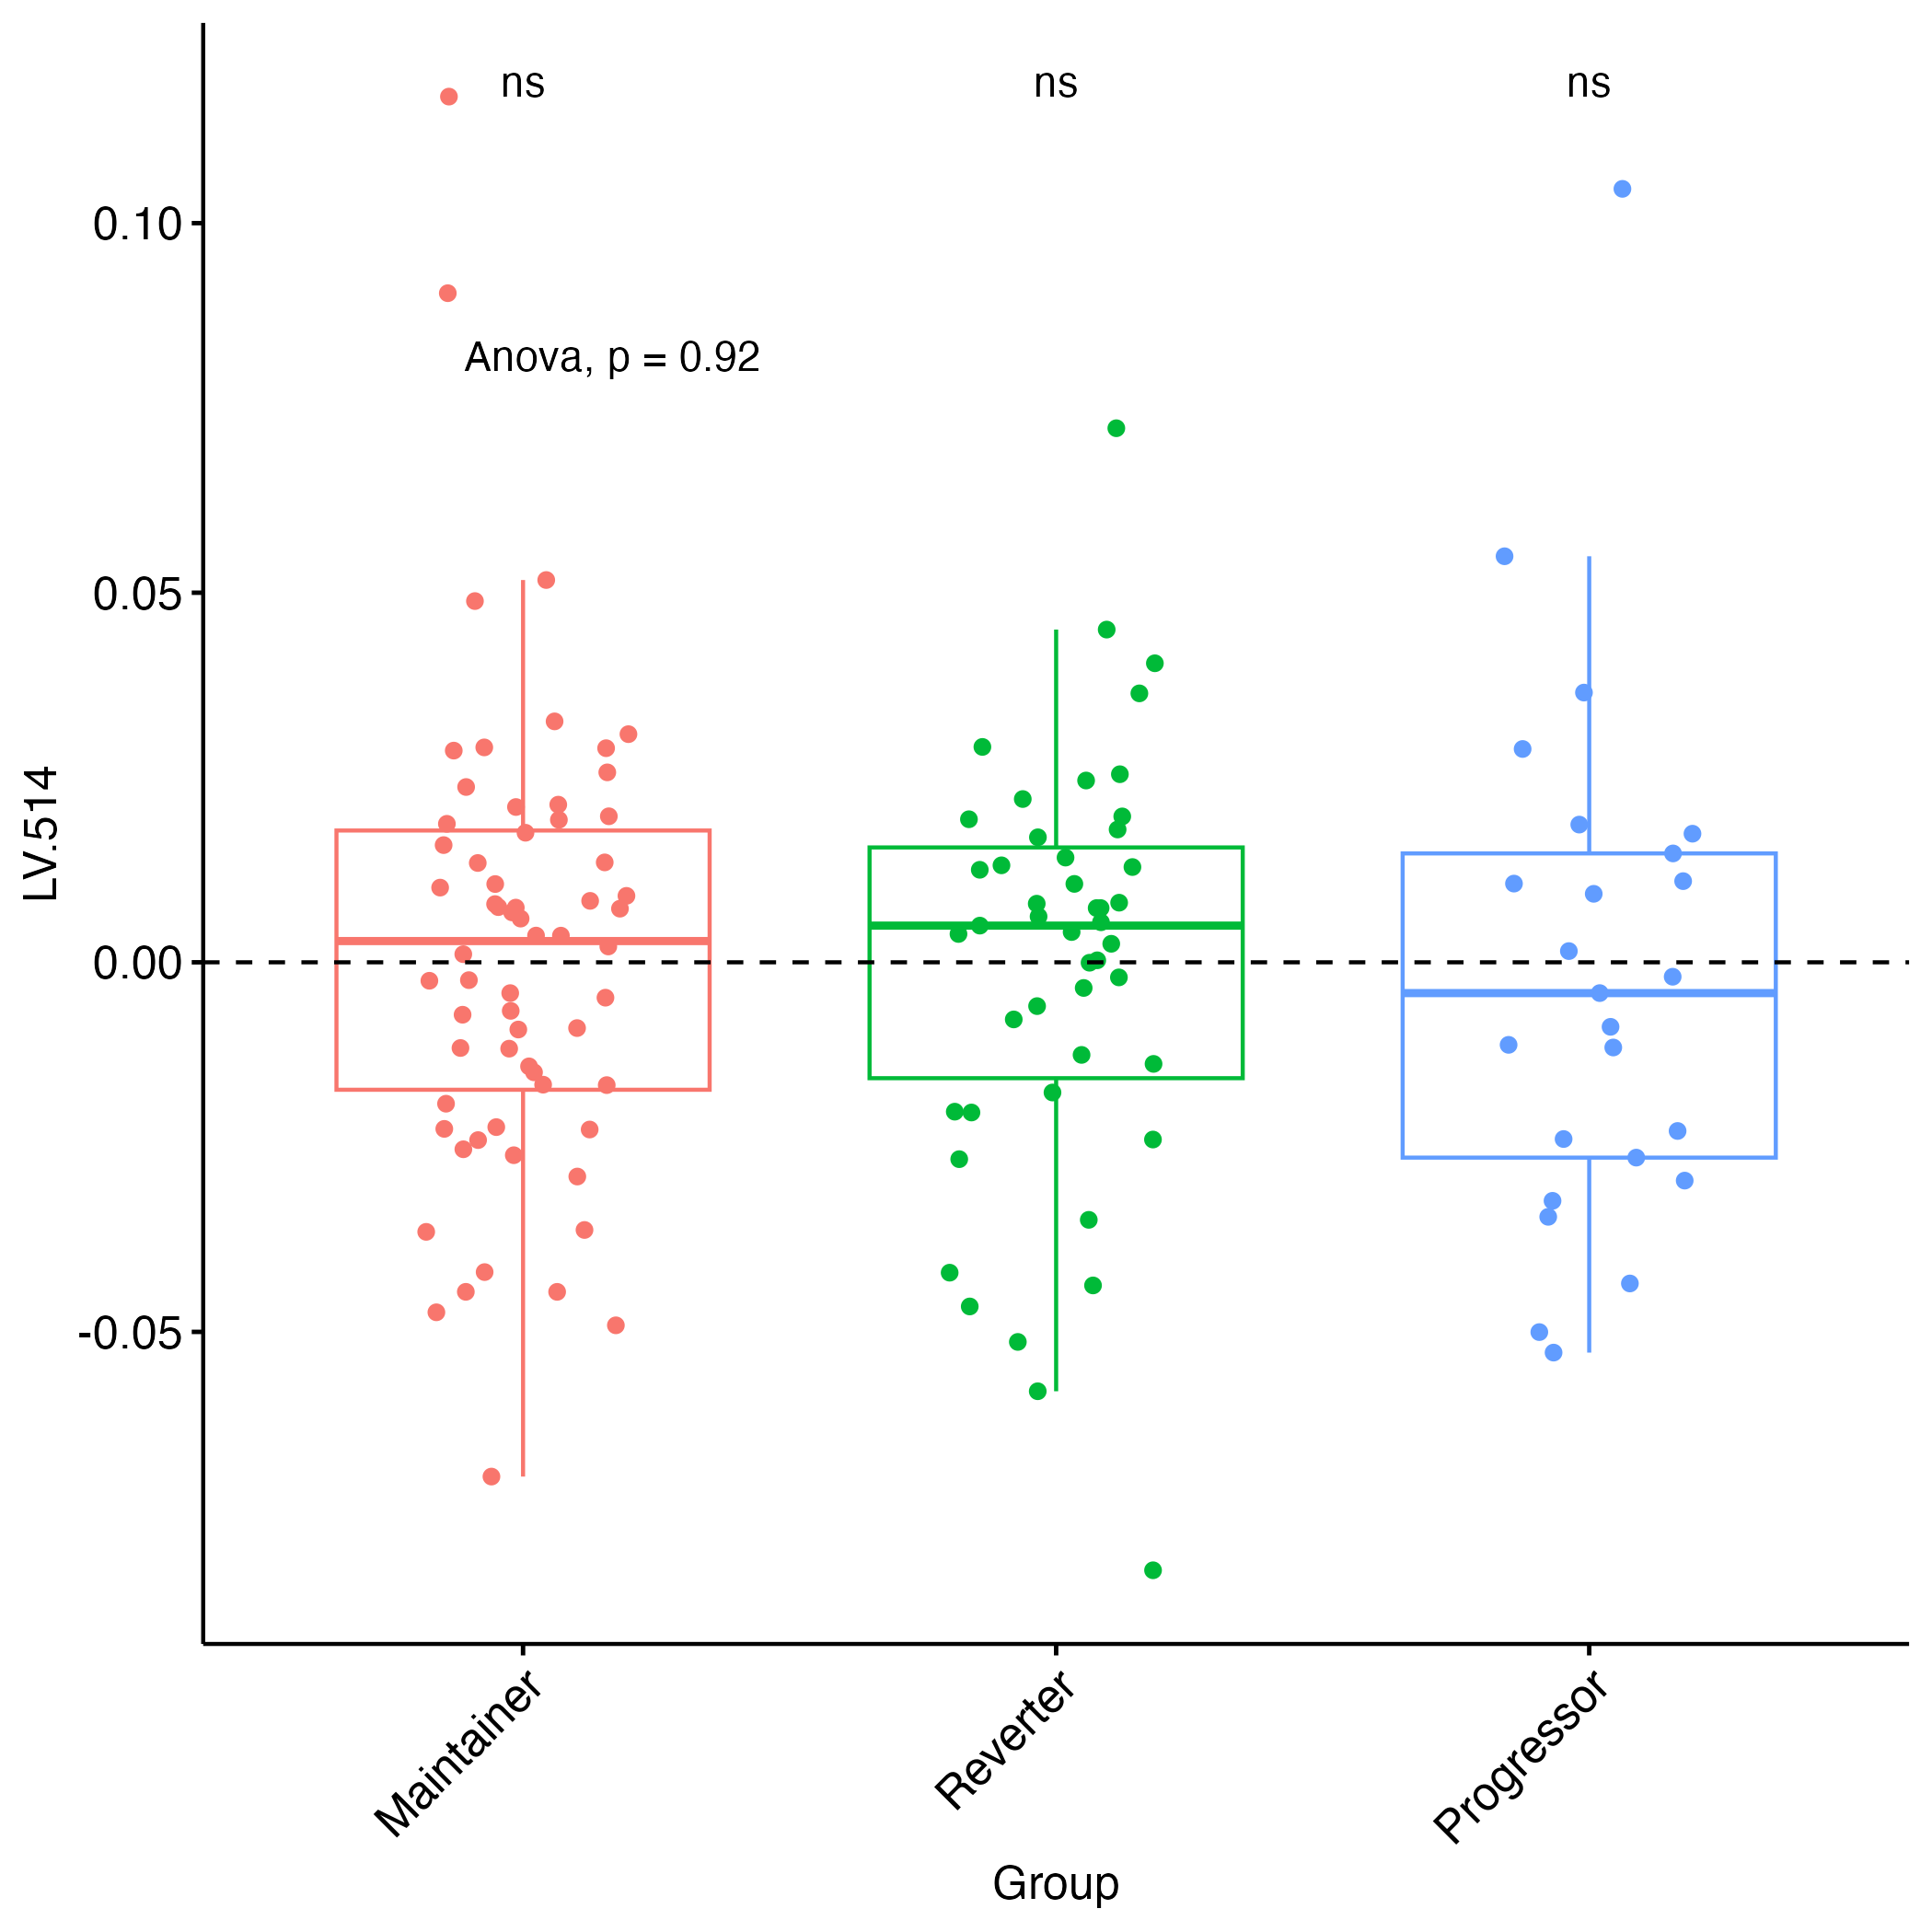 ns ns ns
0.10
Anova, p = 0.92
0.05
LV.514
0.00
-0.05
Maintainer
Reverter
Progressor
Group